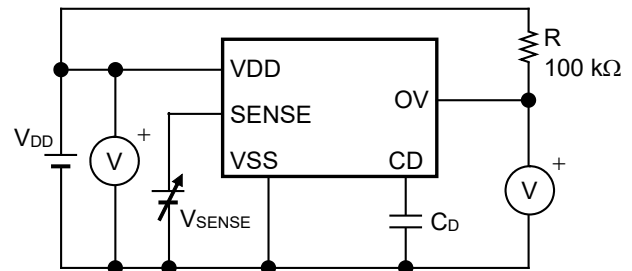 R
100 kΩ
VDD
OV
SENSE
VDD
+
V
VSS
CD
+
V
VSENSE
CD